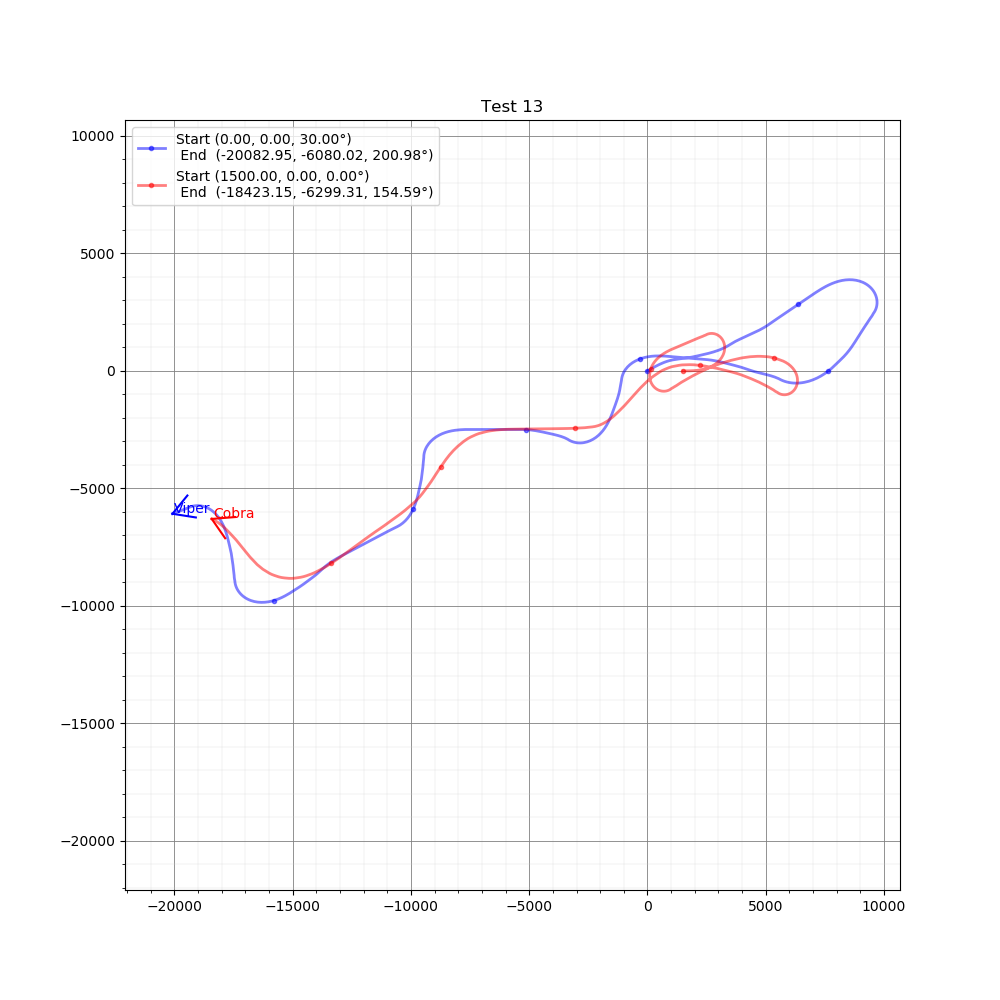 Test 13
10000
Start (0.00, 0.00, 30.00°)
End (-20082.95, -6080.02, 200.98°)
Start (1500.00, 0.00, 0.00°)
End (-18423.15, -6299.31, 154.59°)
5000
0
−5000
Viper
Cobra
−10000
−15000
−20000
−20000 −15000 −10000 −5000 0 5000 10000